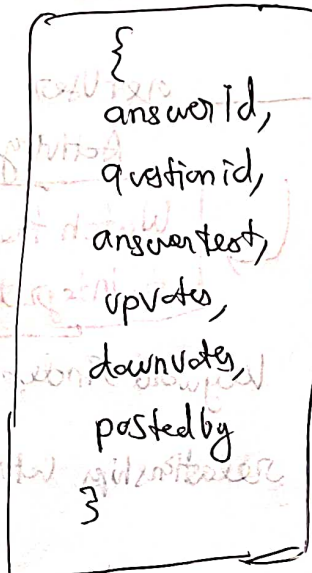 {
answerId,
questionid,
answertext,
upvotes,
downvotes,
postedby
}